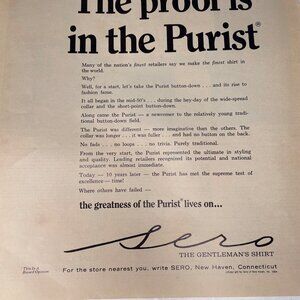 The proof is
in the Purist®
Many of the nation's finest retailers say we make the finest shirt in
the world.
Why?
Well, for a start, let's take the Purist button-down . . . and its rise to
fashion fame.
It all began in the mid-50's . . . during the hey-day of the wide-spread
collar and the short-point button-down.
Along came the Purist — a newcomer to the relatively young tradi-
tional button-down field.
The Purist was different — more imagination than the others. The
collar was longer . . . it was fuller . . . and had no button on the back.
No fads . . . no loops . . . no trivia. Purely traditional.
From the very start, the Purist represented the ultimate in styling
and quality. Leading retailers recognized its potential and national
acceptance was almost immediate.
Today — 10 years later — the Purist has met the supreme test of
excellence — time!
Where others have failed —
the greatness of the Purist® lives on...
Sero
THE GENTLEMAN'S SHIRT
For the store nearest you, write SERO, New Haven, Connecticut